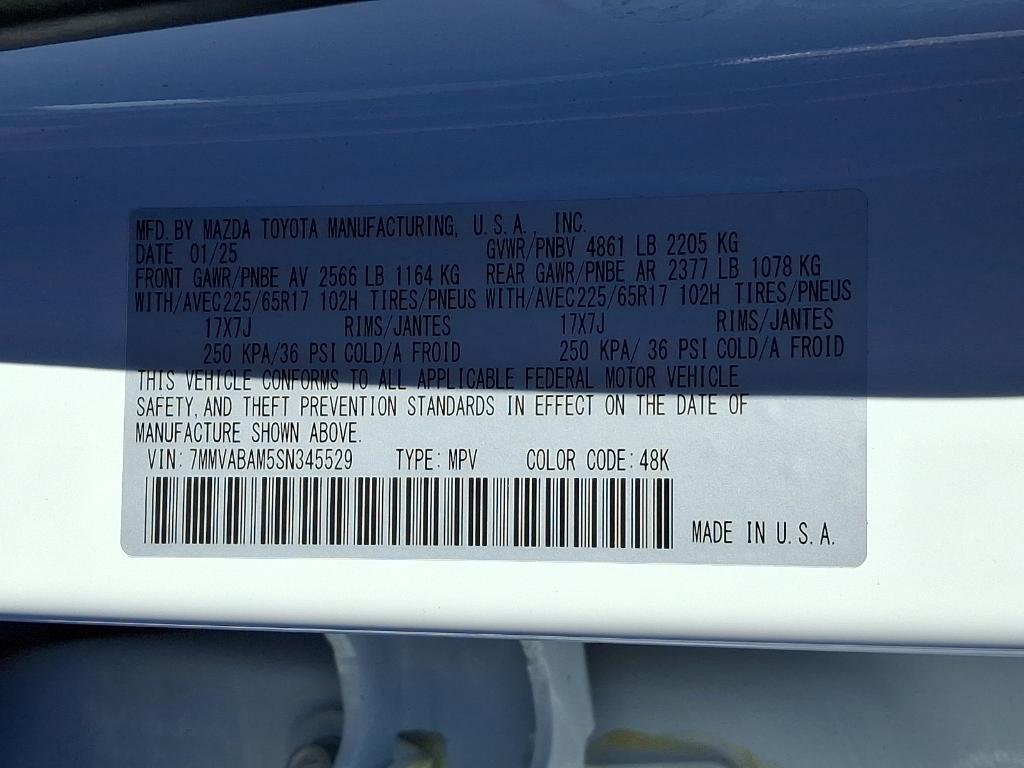 MFD. BY MAZDA TOYOTA MANUFACTURING, U.S.A., INC.
DATE 01/25 GVWR/PNBV 4861 LB 2205 KG
FRONT GAWR/PNBE AV 2566 LB 1164 KG REAR GAWR/PNBE AR 2377 LB 1078 KG
WITH/AVEC225/65R17 102H TIRES/PNEUS WITH/AVEC225/65R17 102H TIRES/PNEUS
17X7J RIMS/JANTES 17X7J RIMS/JANTES
250 KPA/36 PSI COLD/A FROID 250 KPA/ 36 PSI COLD/A FROID
THIS VEHICLE CONFORMS TO ALL APPLICABLE FEDERAL MOTOR VEHICLE
SAFETY, AND THEFT PREVENTION STANDARDS IN EFFECT ON THE DATE OF
MANUFACTURE SHOWN ABOVE.
VIN: 7MMVABAM5SN345529 TYPE: MPV COLOR CODE: 48K
MADE IN U.S.A.